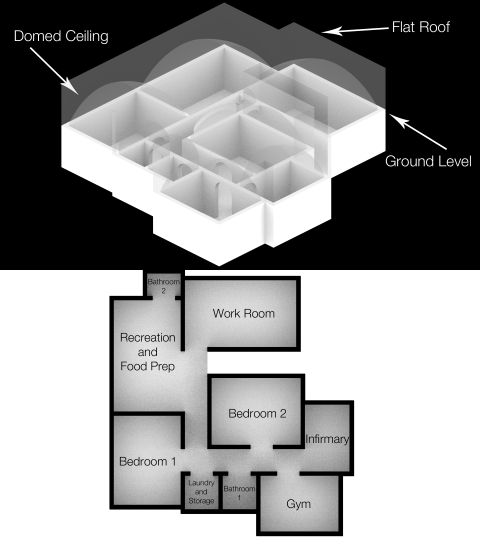 Flat Roof
Domed Ceiling
Ground Level
Bathroom
2
Work Room
Recreation
and
Food Prep
Bedroom 2
Infirmary
Bedroom 1
Laundry
and
Storage
Bathroom
1
Gym